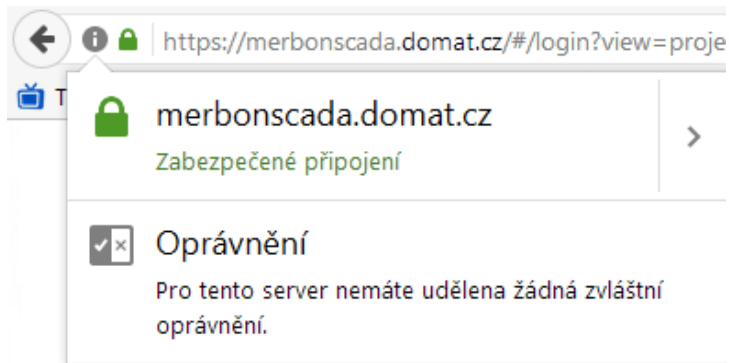 https://merbonscada.domat.cz/#/login?view=proje
T
merbonscada.domat.cz
Zabezpečené připojení
Oprávnění
Pro tento server nemáte udělena žádná zvláštní
oprávnění.